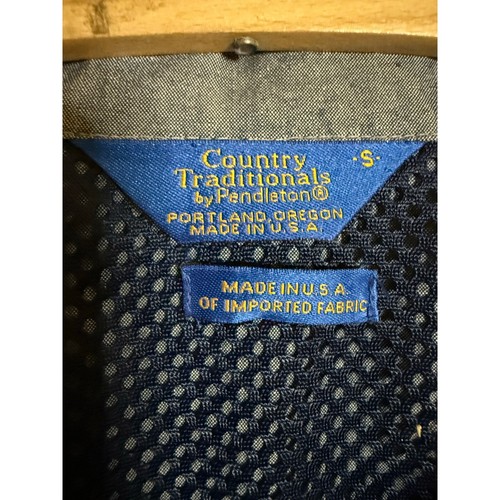 Country
Traditionals
by Pendleton®
PORTLAND, OREGON
MADE IN U.S.A.
·S·
MADE IN U.S.A.
OF IMPORTED FABRIC